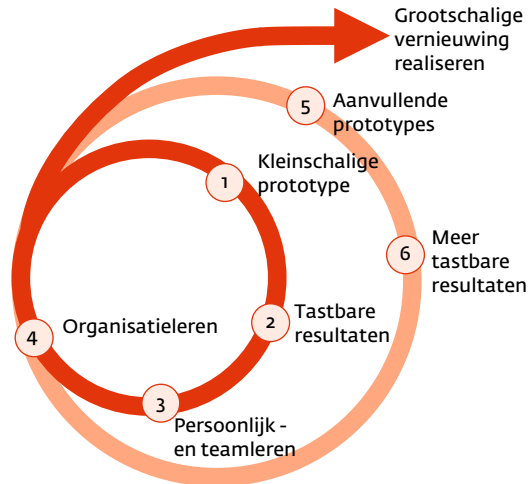 Grootschalige
vernieuwing
realiseren
5
Aanvullende
prototypes
1
Kleinschalige
prototype
6
Meer
tastbare
resultaten
2
Tastbare
resultaten
4
Organisatieleren
3
Persoonlijk -
en teamleren